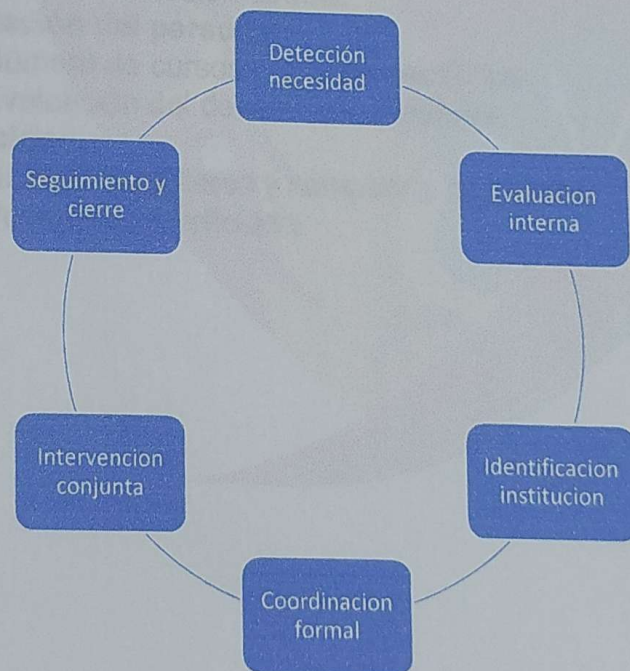 Detección
necesidad
Evaluacion
interna
Identificacion
institucion
Coordinacion
formal
Intervencion
conjunta
Seguimiento y
cierre